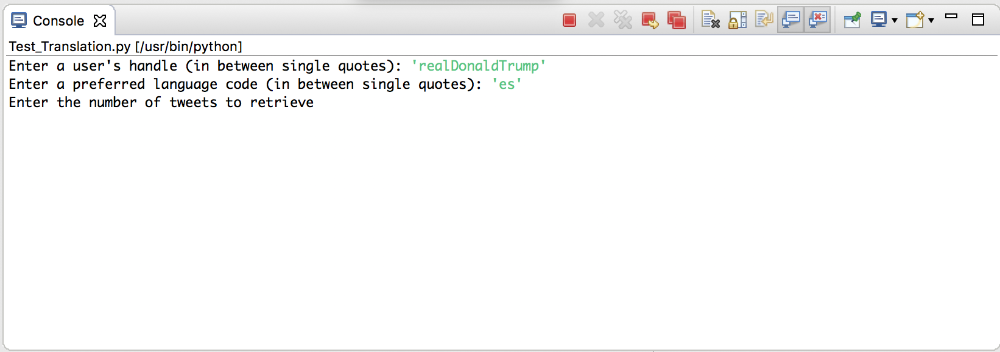 Console
Test_Translation.py [/usr/bin/python]
Enter a user's handle (in between single quotes): 'realDonaldTrump'
Enter a preferred language code (in between single quotes): 'es'
Enter the number of tweets to retrieve